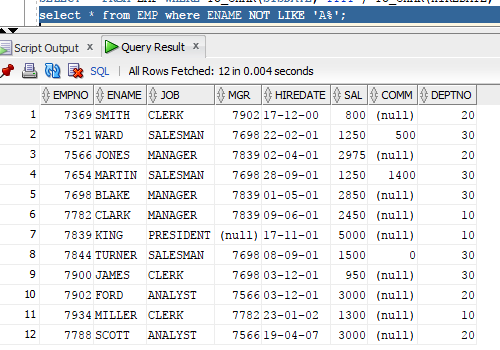 select * from EMP where ENAME NOT LIKE 'A%';
Script Output x Query Result x
SQL | All Rows Fetched: 12 in 0.004 seconds
EMPNO ENAME JOB MGR HIREDATE SAL COMM DEPTNO
1 7369 SMITH CLERK 7902 17-12-00 800 (null) 20
2 7521 WARD SALESMAN 7698 22-02-01 1250 500 30
3 7566 JONES MANAGER 7839 02-04-01 2975 (null) 20
4 7654 MARTIN SALESMAN 7698 28-09-01 1250 1400 30
5 7698 BLAKE MANAGER 7839 01-05-01 2850 (null) 30
6 7782 CLARK MANAGER 7839 09-06-01 2450 (null) 10
7 7839 KING PRESIDENT (null) 17-11-01 5000 (null) 10
8 7844 TURNER SALESMAN 7698 08-09-01 1500 0 30
9 7900 JAMES CLERK 7698 03-12-01 950 (null) 30
10 7902 FORD ANALYST 7566 03-12-01 3000 (null) 20
11 7934 MILLER CLERK 7782 23-01-02 1300 (null) 10
12 7788 SCOTT ANALYST 7566 19-04-07 3000 (null) 20